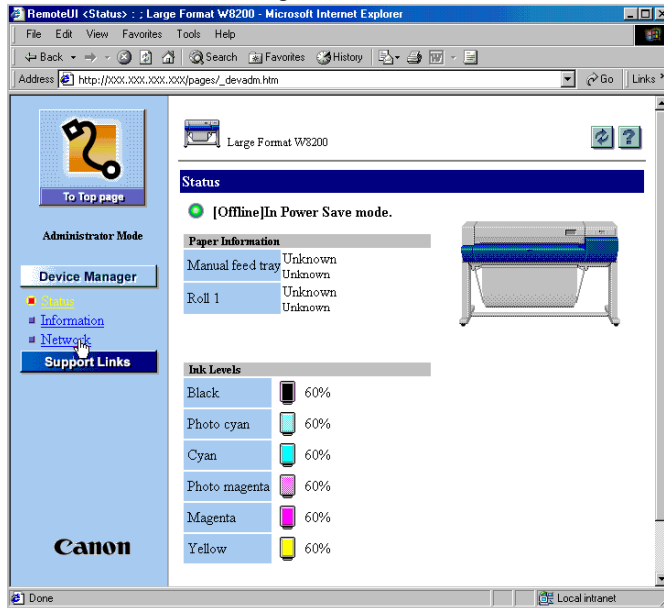 RemoteUI <Status> : ; Large Format W8200 - Microsoft Internet Explorer
File Edit View Favorites Tools Help
Back Search Favorites History
Address http://XXX.XXX.XXX.XXX/pages/_devadm.htm Go Links
Large Format W8200
To Top page
Status
[Offline]In Power Save mode.
Administrator Mode
Paper Information
Manual feed tray Unknown
Unknown
Device Manager
Roll 1 Unknown
Unknown
Status
Information
Network
Support Links
Ink Levels
Black 60%
Photo cyan 60%
Cyan 60%
Photo magenta 60%
Magenta 60%
Yellow 60%
Canon
Done Local intranet